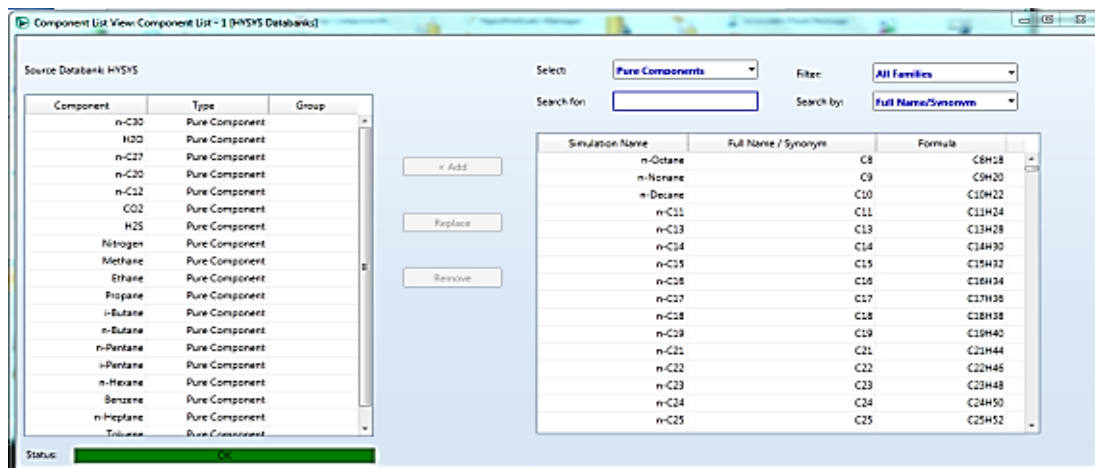 Component List View: Component List - 1 [HYSYS Databanks]
Source Databank: HYSYS
Select: Pure Components Filter: All Families
Search for: Search by: Full Name/Synonym
Component Type Group
n-C30 Pure Component
H2O Pure Component
n-C27 Pure Component
n-C20 Pure Component
n-C12 Pure Component
CO2 Pure Component
H2S Pure Component
Nitrogen Pure Component
Methane Pure Component
Ethane Pure Component
Propane Pure Component
i-Butane Pure Component
n-Butane Pure Component
n-Pentane Pure Component
i-Pentane Pure Component
n-Hexane Pure Component
Benzene Pure Component
n-Heptane Pure Component
Toluene Pure Component
< Add
Replace
Remove
Simulation Name Full Name / Synonym Formula
n-Octane C8 C8H18
n-Nonane C9 C9H20
n-Decane C10 C10H22
n-C11 C11 C11H24
n-C13 C13 C13H28
n-C14 C14 C14H30
n-C15 C15 C15H32
n-C16 C16 C16H34
n-C17 C17 C17H36
n-C18 C18 C18H38
n-C19 C19 C19H40
n-C21 C21 C21H44
n-C22 C22 C22H46
n-C23 C23 C23H48
n-C24 C24 C24H50
n-C25 C25 C25H52
Status: OK